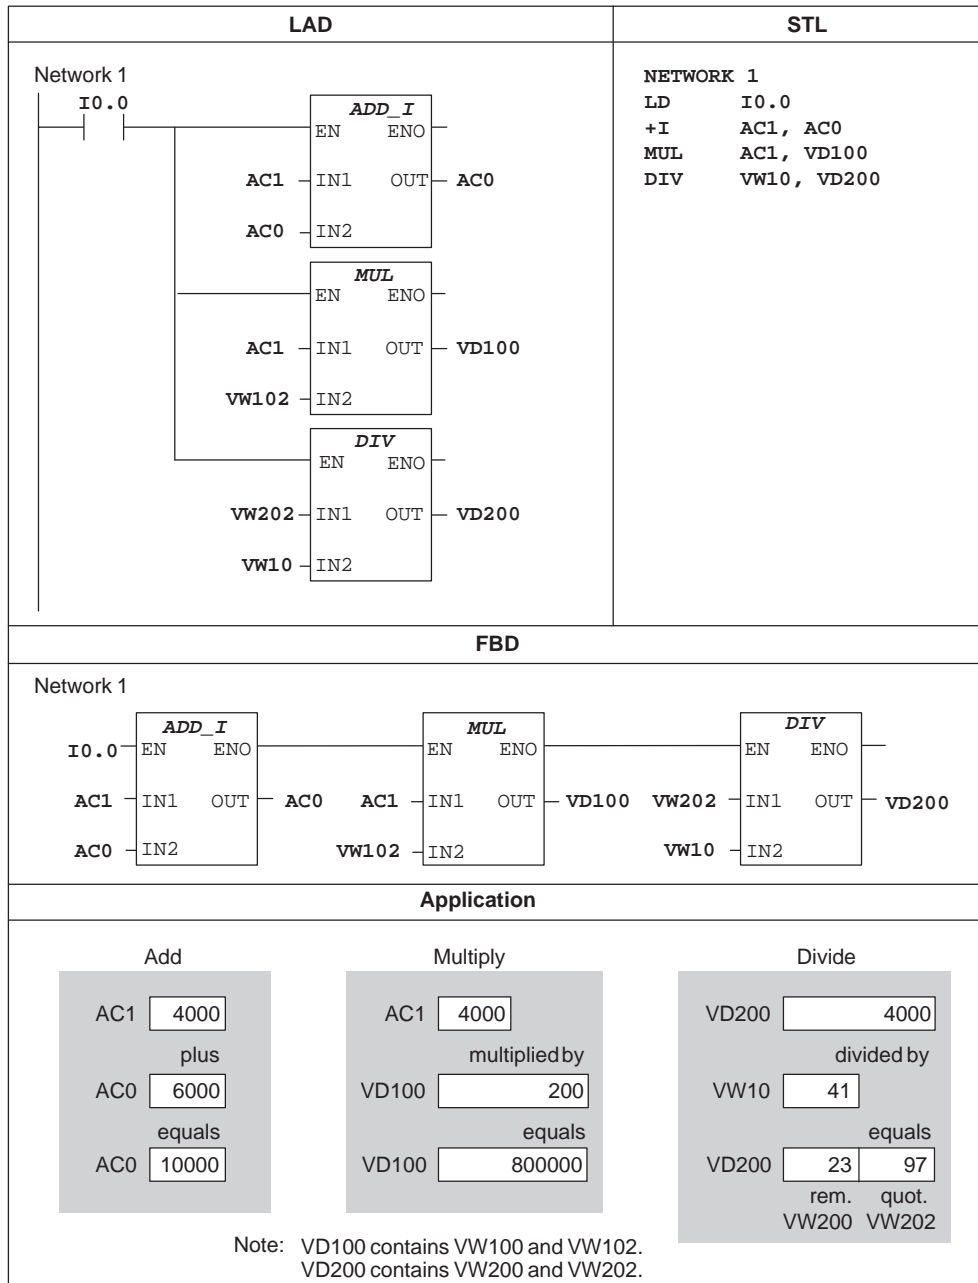 LAD STL
Network 1
I0.0
ADD_I
EN ENO
AC1 IN1 OUT AC0
AC0 IN2
MUL
EN ENO
AC1 IN1 OUT VD100
VW102 IN2
DIV
EN ENO
VW202 IN1 OUT VD200
VW10 IN2
NETWORK 1
LD I0.0
+I AC1, AC0
MUL AC1, VD100
DIV VW10, VD200
FBD
Network 1
ADD_I MUL DIV
I0.0 EN ENO EN ENO EN ENO
AC1 IN1 OUT AC0 AC1 IN1 OUT VD100 VW202 IN1 OUT VD200
AC0 IN2 VW102 IN2 VW10 IN2
Application
Add
AC1 4000
plus
AC0 6000
equals
AC0 10000
Multiply
AC1 4000
multiplied by
VD100 200
equals
VD100 800000
Divide
VD200 4000
divided by
VW10 41
equals
VD200 23 97
rem. quot.
VW200 VW202
Note: VD100 contains VW100 and VW102.
VD200 contains VW200 and VW202.